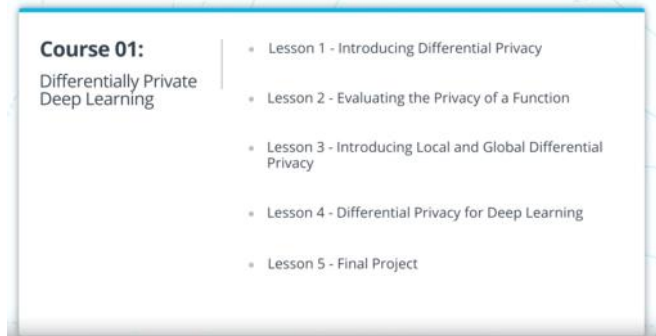 Course 01:
Differentially Private
Deep Learning
Lesson 1 - Introducing Differential Privacy
Lesson 2 - Evaluating the Privacy of a Function
Lesson 3 - Introducing Local and Global Differential
Privacy
Lesson 4 - Differential Privacy for Deep Learning
Lesson 5 - Final Project